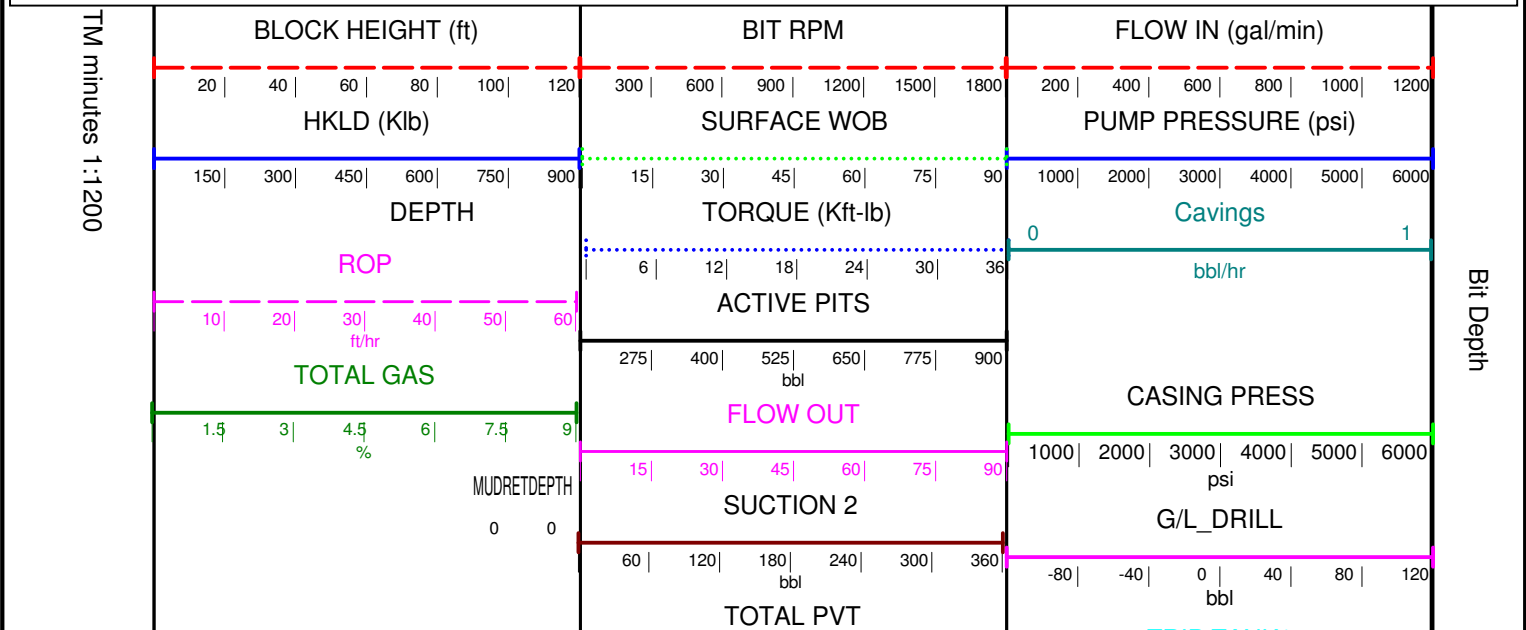 TM minutes 1:1200
BLOCK HEIGHT (ft)
20 40 60 80 100 120
HKLD (Klb)
150 300 450 600 750 900
DEPTH
ROP
10 20 30 40 50 60
ft/hr
TOTAL GAS
1.5 3 4.5 6 7.5 9
%
MUDRETDEPTH
0 0
BIT RPM
300 600 900 1200 1500 1800
SURFACE WOB
15 30 45 60 75 90
TORQUE (Kft-lb)
6 12 18 24 30 36
ACTIVE PITS
275 400 525 650 775 900
bbl
FLOW OUT
15 30 45 60 75 90
SUCTION 2
60 120 180 240 300 360
bbl
TOTAL PVT
FLOW IN (gal/min)
200 400 600 800 1000 1200
PUMP PRESSURE (psi)
1000 2000 3000 4000 5000 6000
Cavings
0 1
bbl/hr
CASING PRESS
1000 2000 3000 4000 5000 6000
psi
G/L_DRILL
-80 -40 0 40 80 120
bbl
Bit Depth